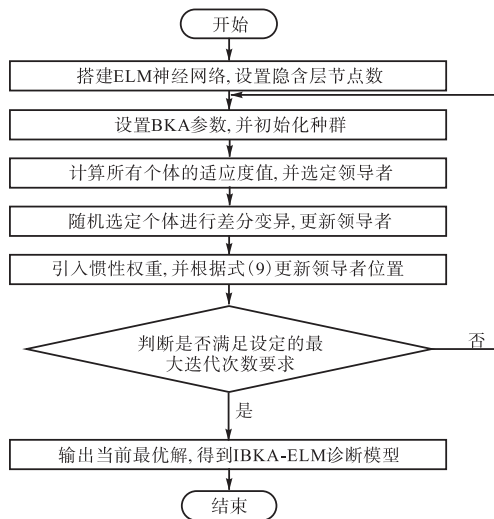 开始
搭建ELM神经网络,设置隐含层节点数
设置BKA参数,并初始化种群
计算所有个体的适应度值,并选定领导者
随机选定个体进行差分变异,更新领导者
引入惯性权重,并根据式(9)更新领导者位置
判断是否满足设定的最
大迭代次数要求
否
是
输出当前最优解,得到IBKA-ELM诊断模型
结束